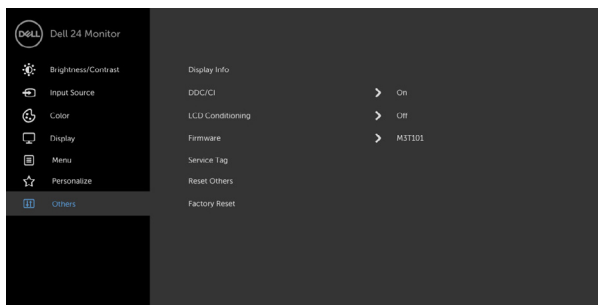 DELL Dell 24 Monitor
Brightness/Contrast Display Info
Input Source DDC/CI On
Color LCD Conditioning Off
Display Firmware M3T101
Menu Service Tag
Personalize Reset Others
Others Factory Reset